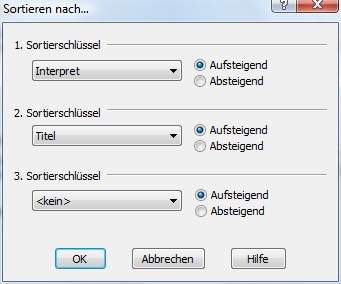 Sortieren nach...
1. Sortierschlüssel
Interpret
Aufsteigend
Absteigend
2. Sortierschlüssel
Titel
Aufsteigend
Absteigend
3. Sortierschlüssel
<kein>
Aufsteigend
Absteigend
OK Abbrechen Hilfe